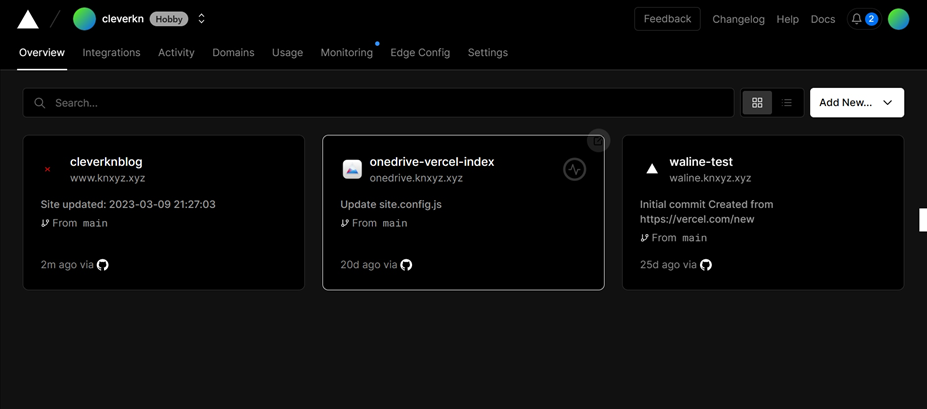 cleverkn Hobby Feedback Changelog Help Docs 2
Overview Integrations Activity Domains Usage Monitoring Edge Config Settings
Search... Add New...
cleverknblog
www.knxyz.xyz
Site updated: 2023-03-09 21:27:03
From main
2m ago via
onedrive-vercel-index
onedrive.knxyz.xyz
Update site.config.js
From main
20d ago via
waline-test
waline.knxyz.xyz
Initial commit Created from
https://vercel.com/new
From main
25d ago via